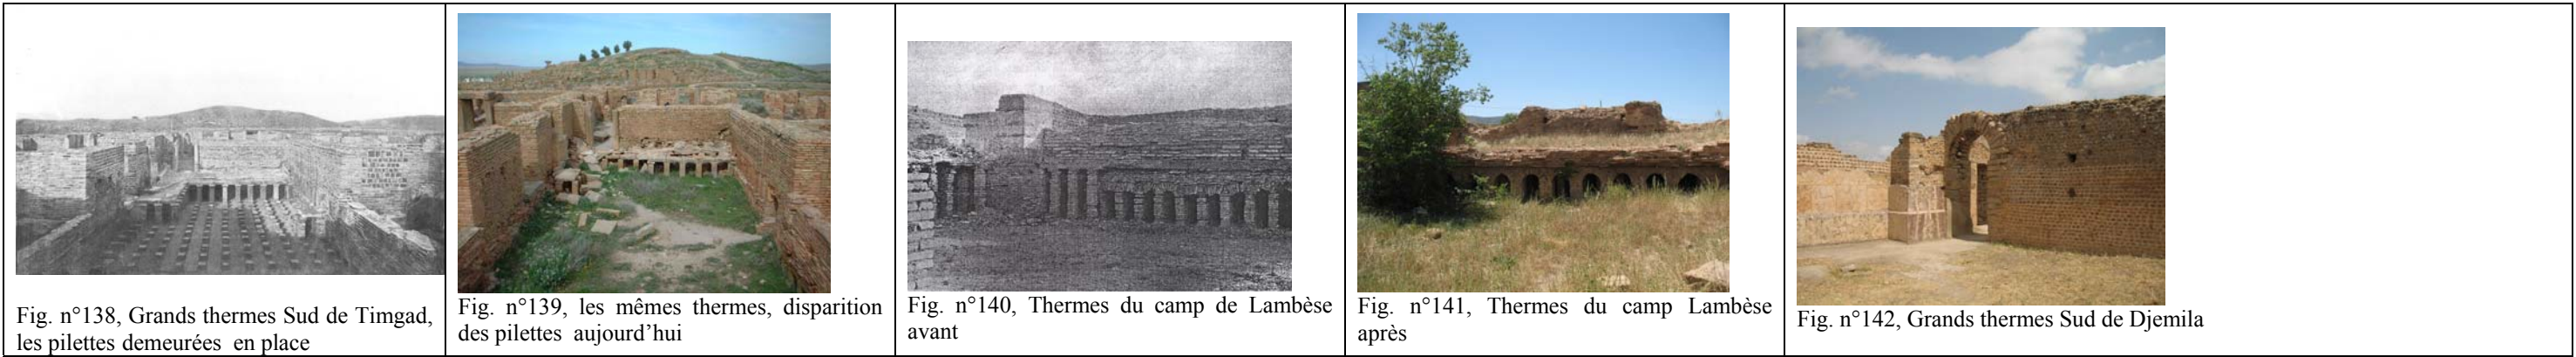 Fig. n°138, Grands thermes Sud de Timgad,
les pilettes demeurées en place
Fig. n°139, les mêmes thermes, disparition
des pilettes aujourd’hui
Fig. n°140, Thermes du camp de Lambèse
avant
Fig. n°141, Thermes du camp Lambèse
après
Fig. n°142, Grands thermes Sud de Djemila